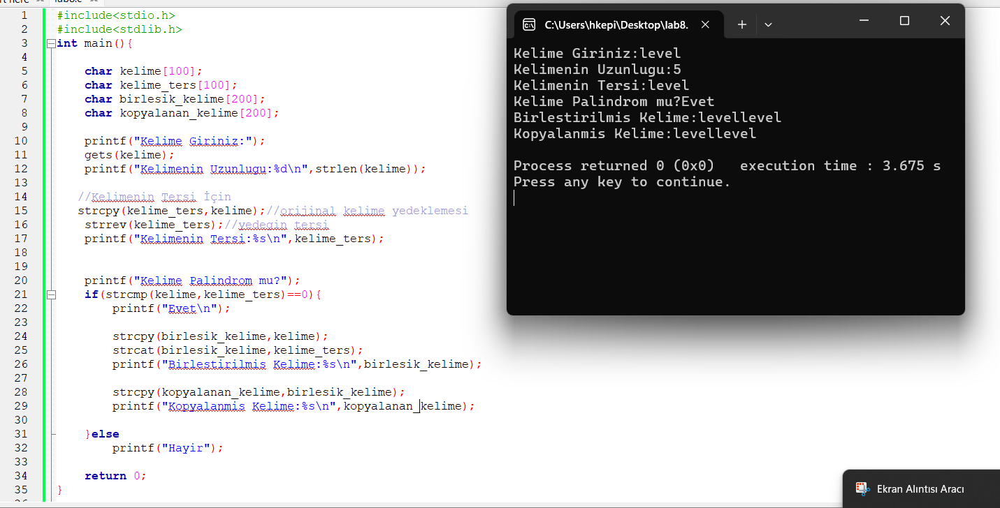 1 #include<stdio.h>
2 #include<stdlib.h>
3 int main(){
4
5 char kelime[100];
6 char kelime_ters[100];
7 char birlesik_kelime[200];
8 char kopyalanan_kelime[200];
9
10 printf("Kelime Giriniz:");
11 gets(kelime);
12 printf("Kelimenin Uzunlugu:%d\n",strlen(kelime));
13
14 //Kelimenin Tersi İçin
15 strcpy(kelime_ters,kelime);//orijinal kelime yedeklemesi
16 strrev(kelime_ters);//yedegin tersi
17 printf("Kelimenin Tersi:%s\n",kelime_ters);
18
19
20 printf("Kelime Palindrom mu?");
21 if(strcmp(kelime,kelime_ters)==0){
22 printf("Evet\n");
23
24 strcpy(birlesik_kelime,kelime);
25 strcat(birlesik_kelime,kelime_ters);
26 printf("Birlestirilmis Kelime:%s\n",birlesik_kelime);
27
28 strcpy(kopyalanan_kelime,birlesik_kelime);
29 printf("Kopyalanmis Kelime:%s\n",kopyalanan_kelime);
30
31 }else
32 printf("Hayir");
33
34 return 0;
35 }
C:\Users\hkepi\Desktop\lab8.
Kelime Giriniz:level
Kelimenin Uzunlugu:5
Kelimenin Tersi:level
Kelime Palindrom mu?Evet
Birlestirilmis Kelime:levellevel
Kopyalanmis Kelime:levellevel
Process returned 0 (0x0) execution time : 3.675 s
Press any key to continue.
Ekran Alıntısı Aracı